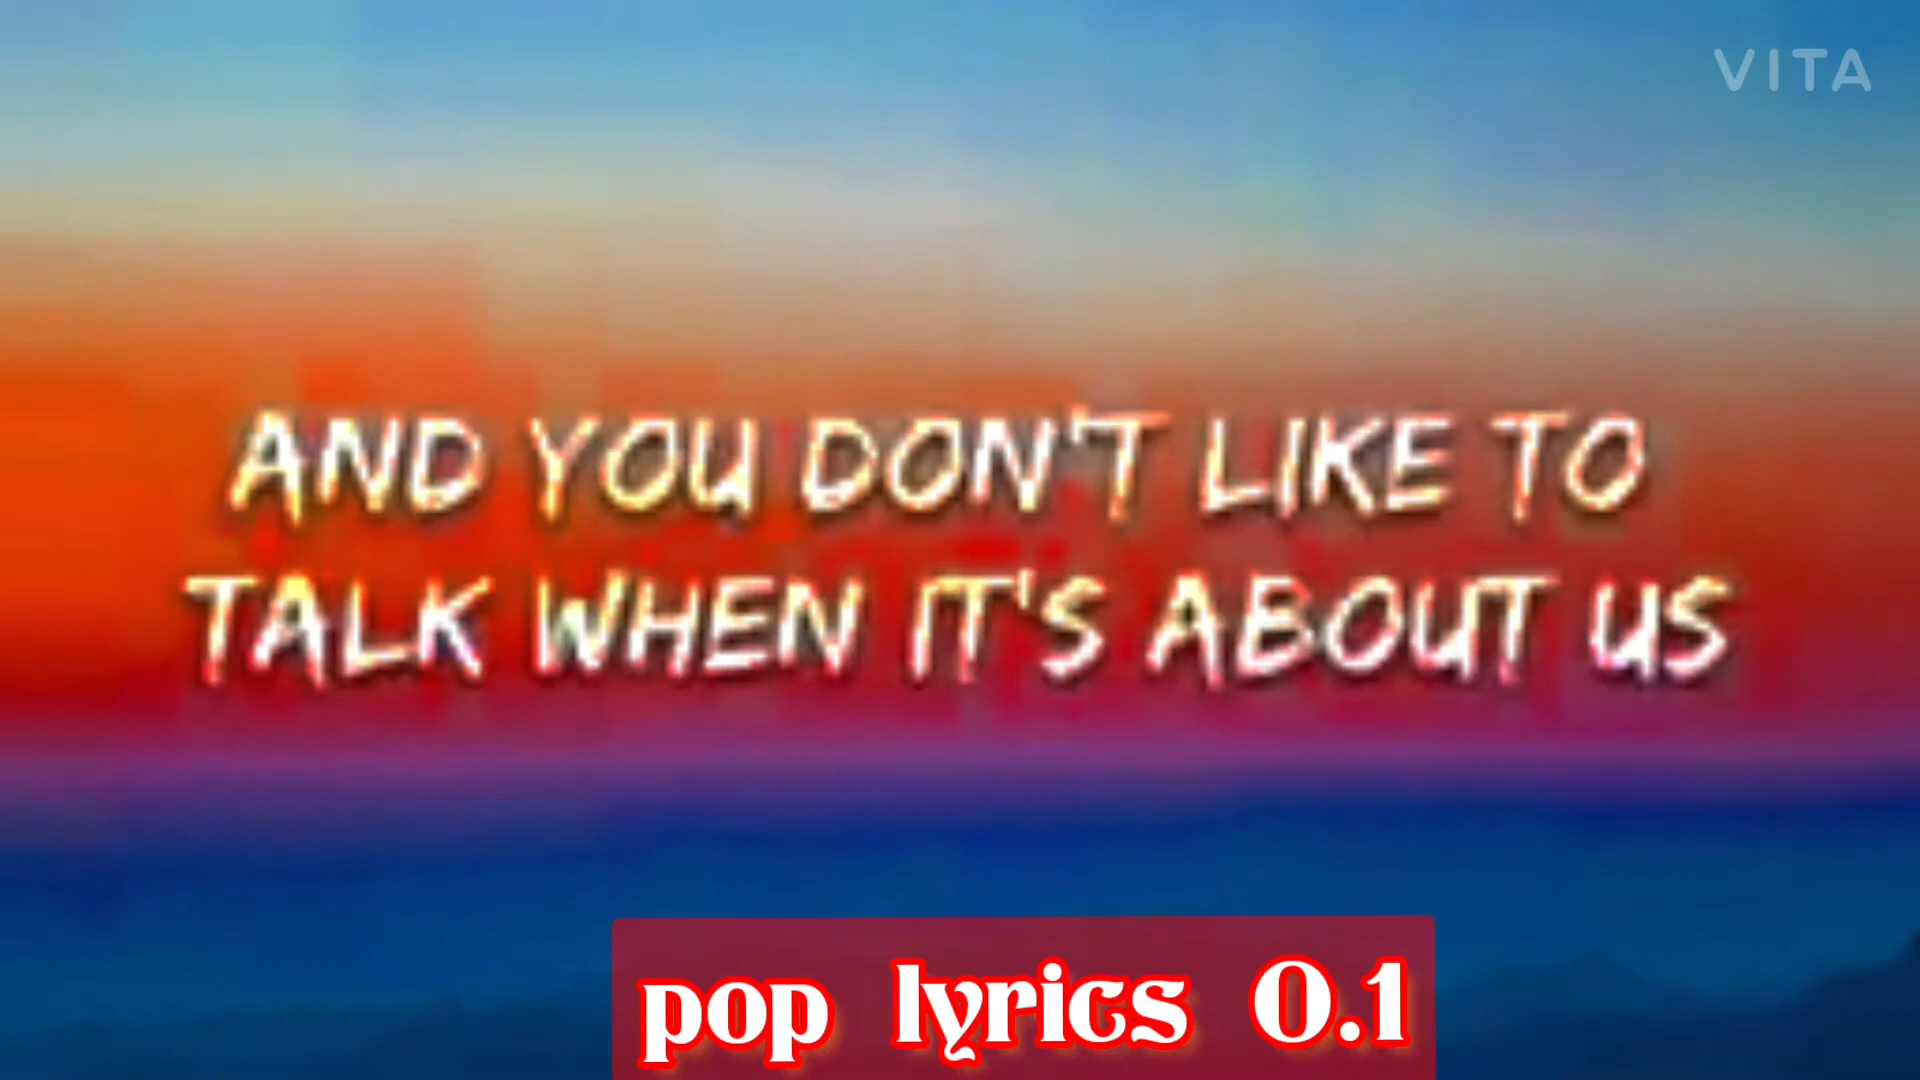 VITA
AND YOU DON'T LIKE TO
TALK WHEN IT'S ABOUT US
pop lyrics 0.1